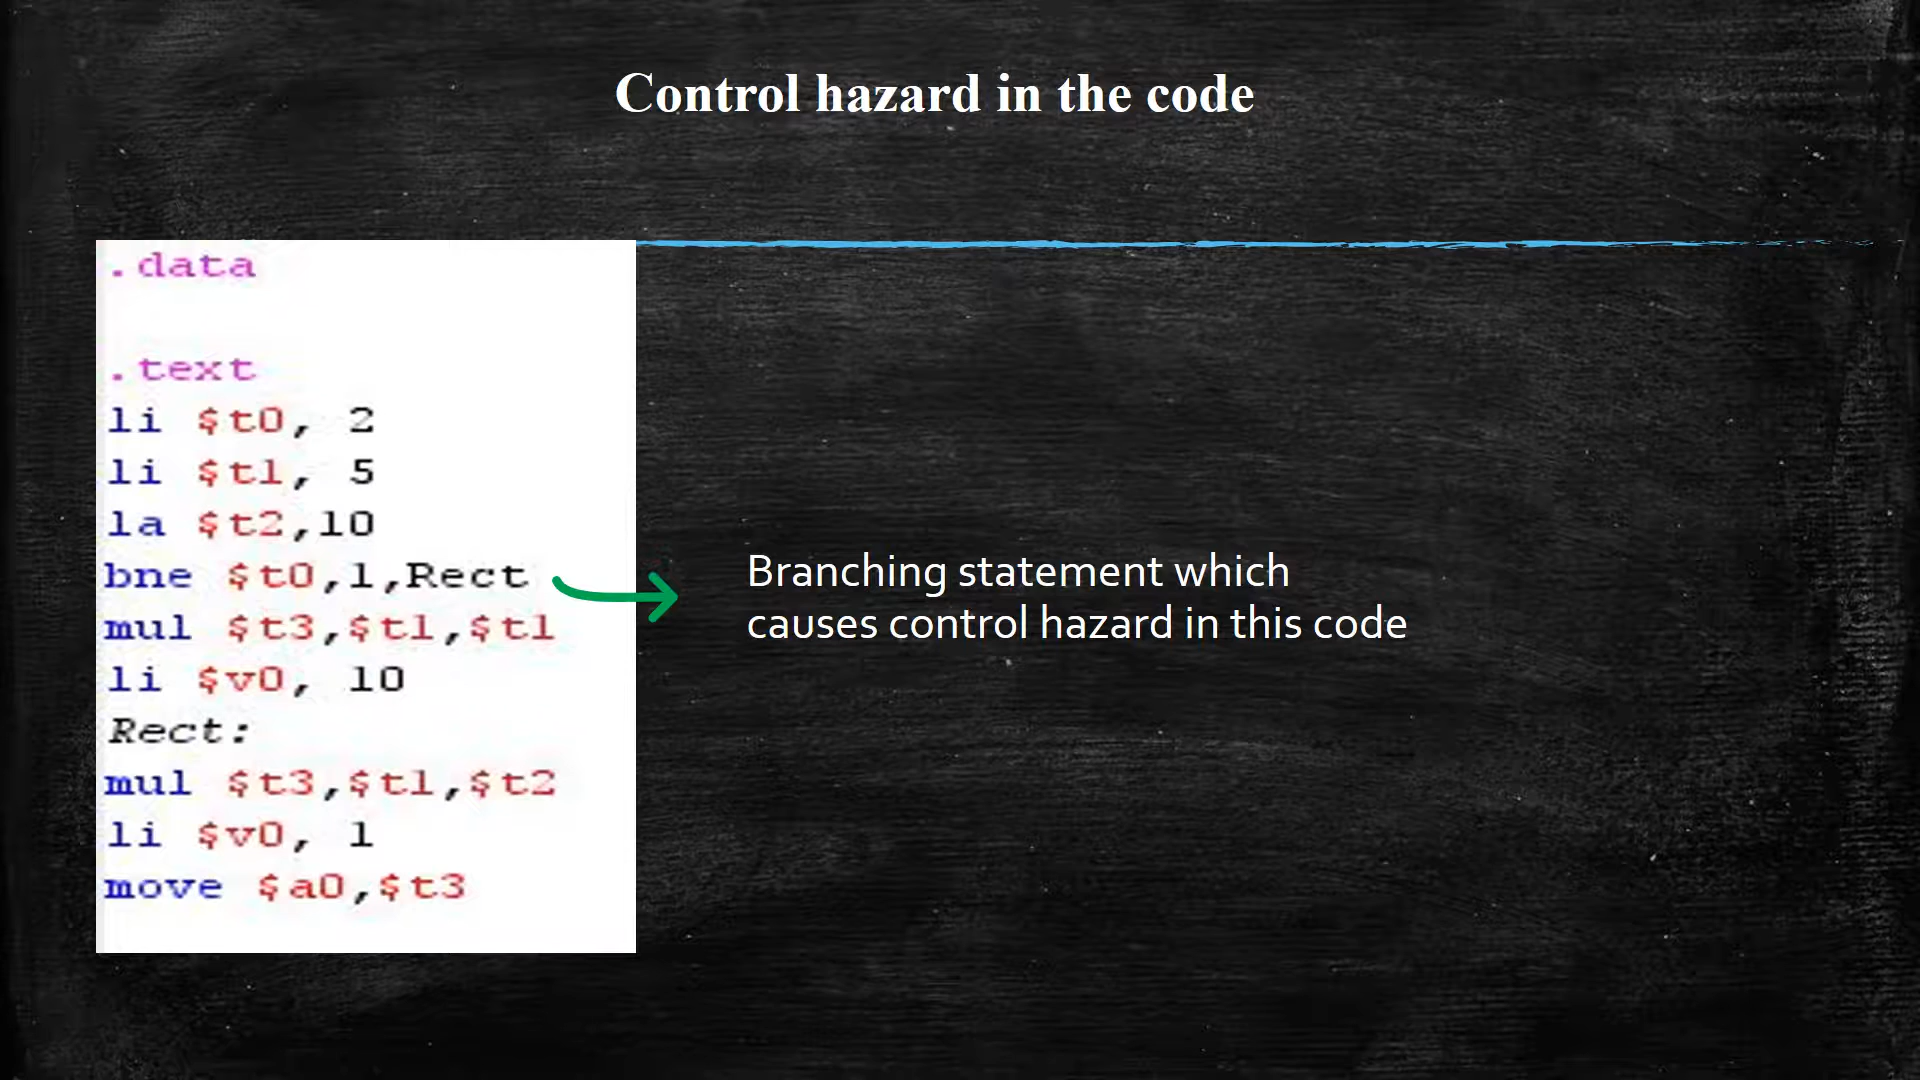 Control hazard in the code
.data
.text
li $t0, 2
li $t1, 5
la $t2,10
bne $t0,1,Rect
mul $t3,$t1,$t1
li $v0, 10
Rect:
mul $t3,$t1,$t2
li $v0, 1
move $a0,$t3
Branching statement which
causes control hazard in this code